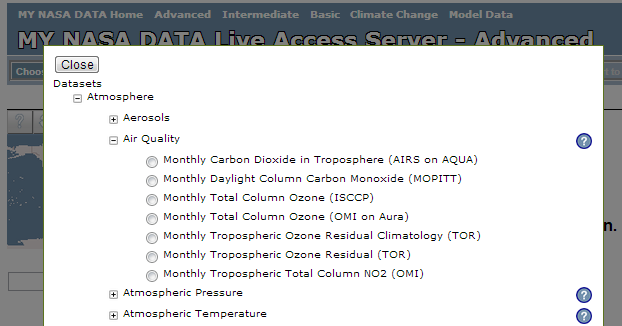 MY NASA DATA Home Advanced Intermediate Basic Climate Change Model Data
MY NASA DATA Live Access Server - Advanced
Choo
Close
Datasets
Atmosphere
Aerosols
Air Quality
?
Monthly Carbon Dioxide in Troposphere (AIRS on AQUA)
Monthly Daylight Column Carbon Monoxide (MOPITT)
Monthly Total Column Ozone (ISCCP)
Monthly Total Column Ozone (OMI on Aura)
Monthly Tropospheric Ozone Residual Climatology (TOR)
n.
Monthly Tropospheric Ozone Residual (TOR)
Monthly Tropospheric Total Column NO2 (OMI)
Atmospheric Pressure
?
Atmospheric Temperature
?